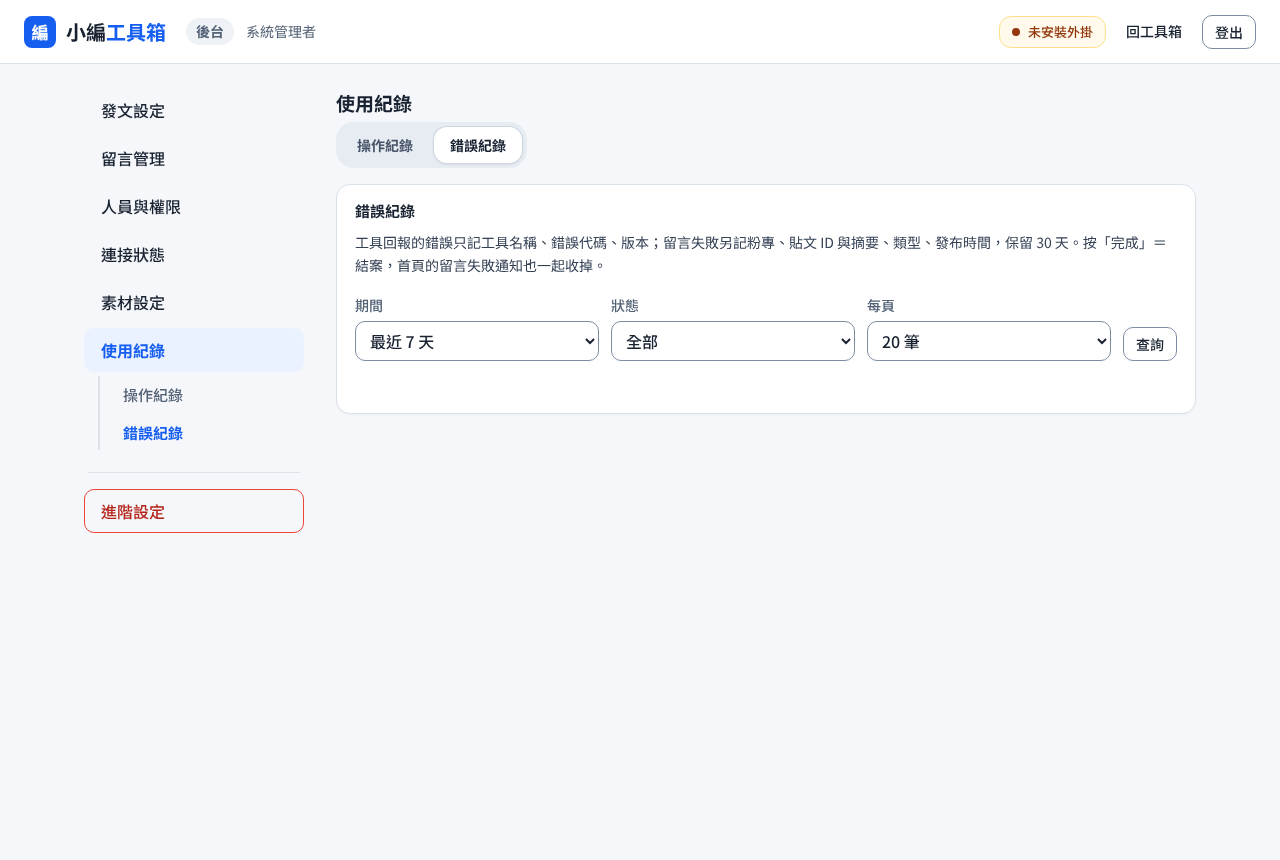 編 小編工具箱 後台 系統管理者 未安裝外掛 回工具箱 登出
發文設定
留言管理
人員與權限
連接狀態
素材設定
使用紀錄
操作紀錄
錯誤紀錄
進階設定
使用紀錄
操作紀錄 錯誤紀錄
錯誤紀錄
工具回報的錯誤只記工具名稱、錯誤代碼、版本；留言失敗另記粉專、貼文 ID 與摘要、類型、發布時間，保留 30 天。按「完成」＝
結案，首頁的留言失敗通知也一起收掉。
期間 狀態 每頁
最近 7 天 全部 20 筆 查詢